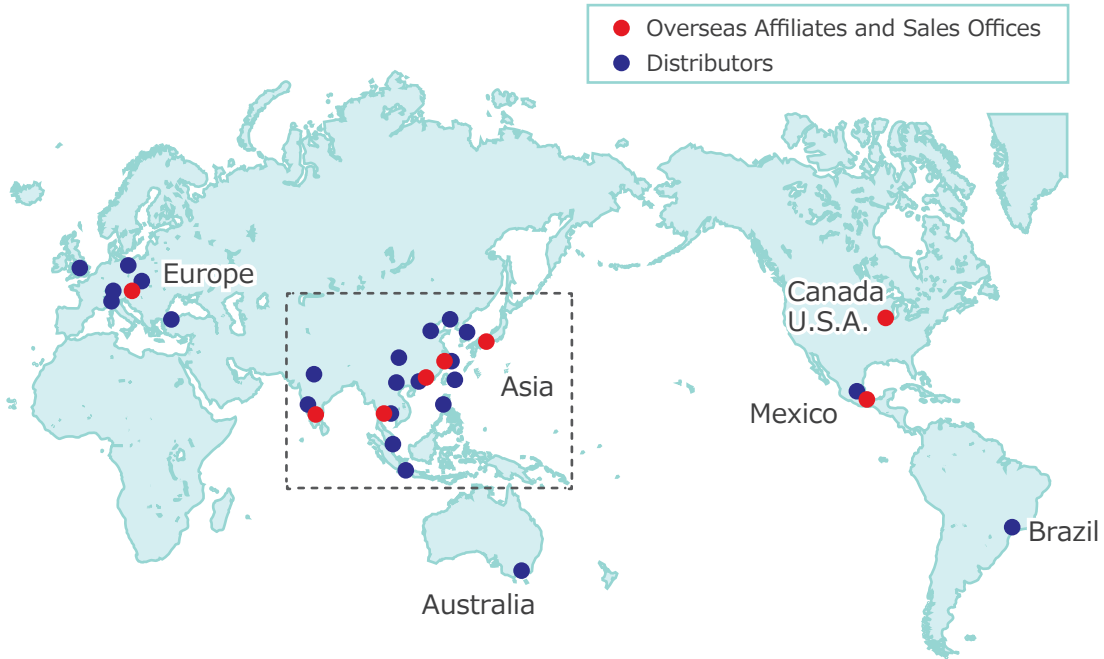 Overseas Affiliates and Sales Offices
Distributors
Europe
Canada
U.S.A.
Asia
Mexico
Brazil
Australia